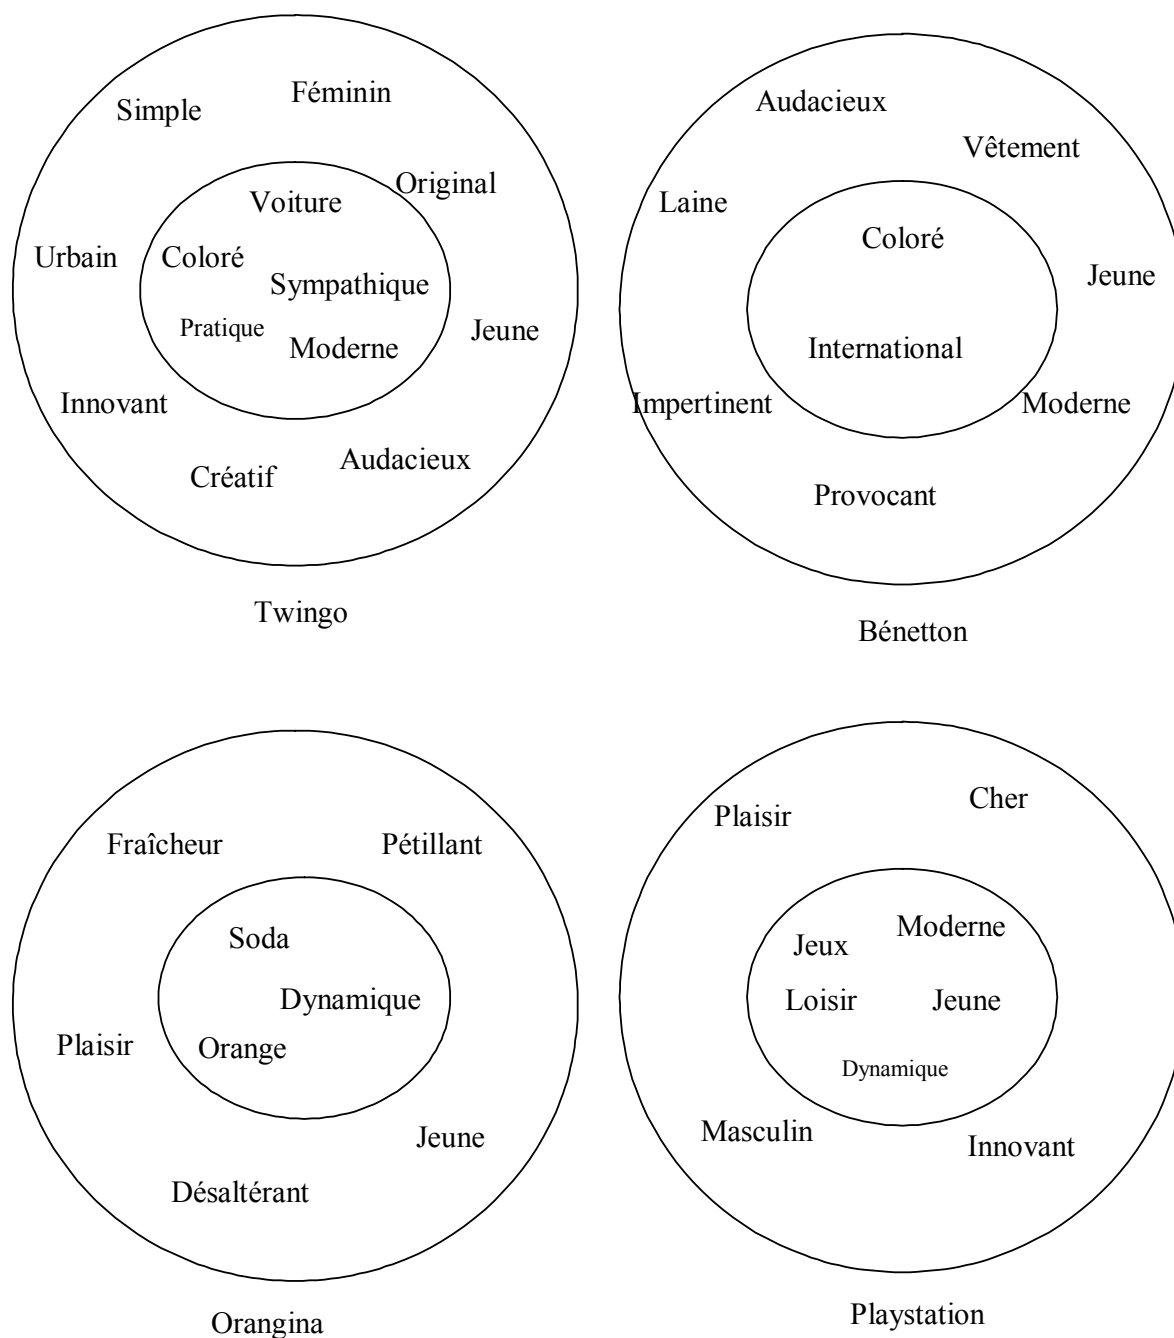 Simple
Féminin
Original
Voiture
Urbain
Coloré
Sympathique
Pratique
Moderne
Jeune
Innovant
Créatif
Audacieux
Twingo
Audacieux
Vêtement
Laine
Coloré
Jeune
International
Impertinent
Moderne
Provocant
Bénetton
Fraîcheur
Pétillant
Soda
Dynamique
Plaisir
Orange
Jeune
Désaltérant
Orangina
Plaisir
Cher
Jeux
Moderne
Loisir
Jeune
Dynamique
Masculin
Innovant
Playstation